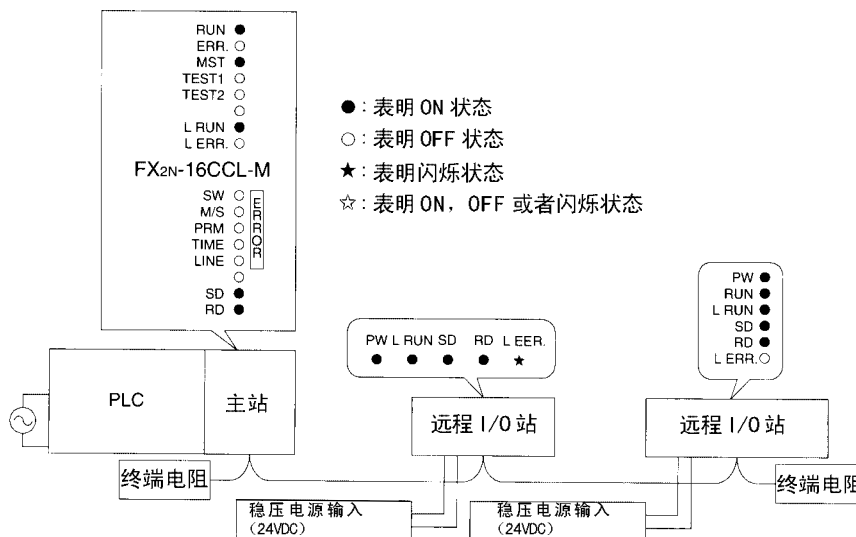 RUN ●
ERR. ○
MST ●
TEST1 ○
TEST2 ○
○
L RUN ●
L ERR. ○
FX2N-16CCL-M
SW ○
M/S ○
PRM ○
TIME ○
LINE ○
○
ERROR
SD ●
RD ●
●：表明 ON 状态
○：表明 OFF 状态
★：表明闪烁状态
☆：表明 ON，OFF 或者闪烁状态
PW L RUN SD RD L EER.
● ● ● ● ★
PW ●
RUN ●
L RUN ●
SD ●
RD ●
L ERR. ○
PLC
主站
远程 I/O 站
远程 I/O 站
终端电阻
终端电阻
稳压电源输入
（24VDC）
稳压电源输入
（24VDC）